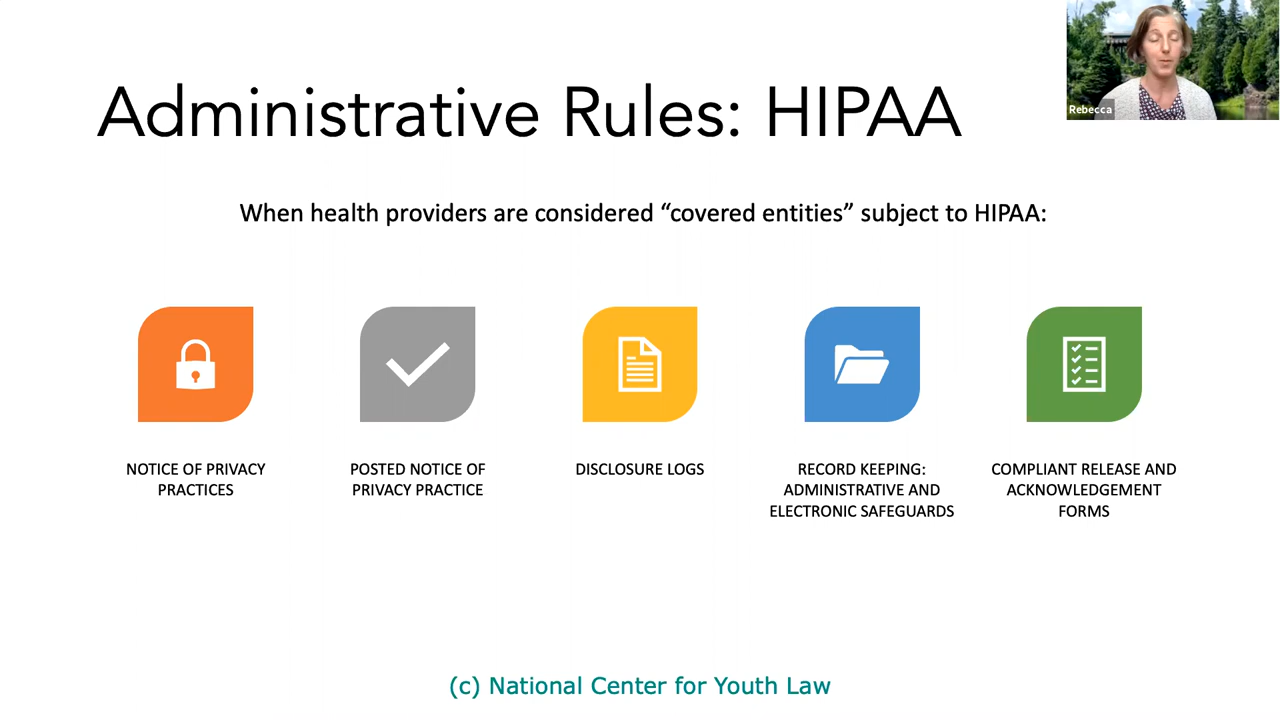 Rebecca
Administrative Rules: HIPAA
When health providers are considered “covered entities” subject to HIPAA:
NOTICE OF PRIVACY
PRACTICES
POSTED NOTICE OF
PRIVACY PRACTICE
DISCLOSURE LOGS
RECORD KEEPING:
ADMINISTRATIVE AND
ELECTRONIC SAFEGUARDS
COMPLIANT RELEASE AND
ACKNOWLEDGEMENT
FORMS
(c) National Center for Youth Law